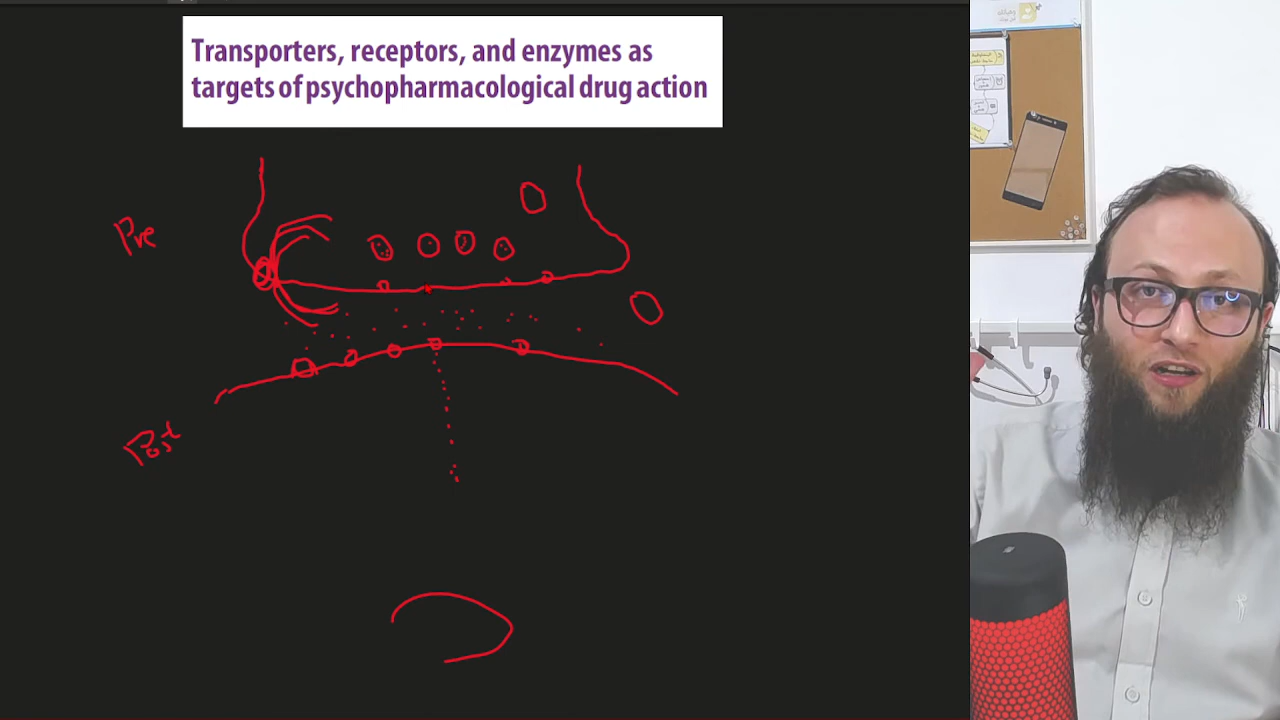 Transporters, receptors, and enzymes as
targets of psychopharmacological drug action
Pre
Post